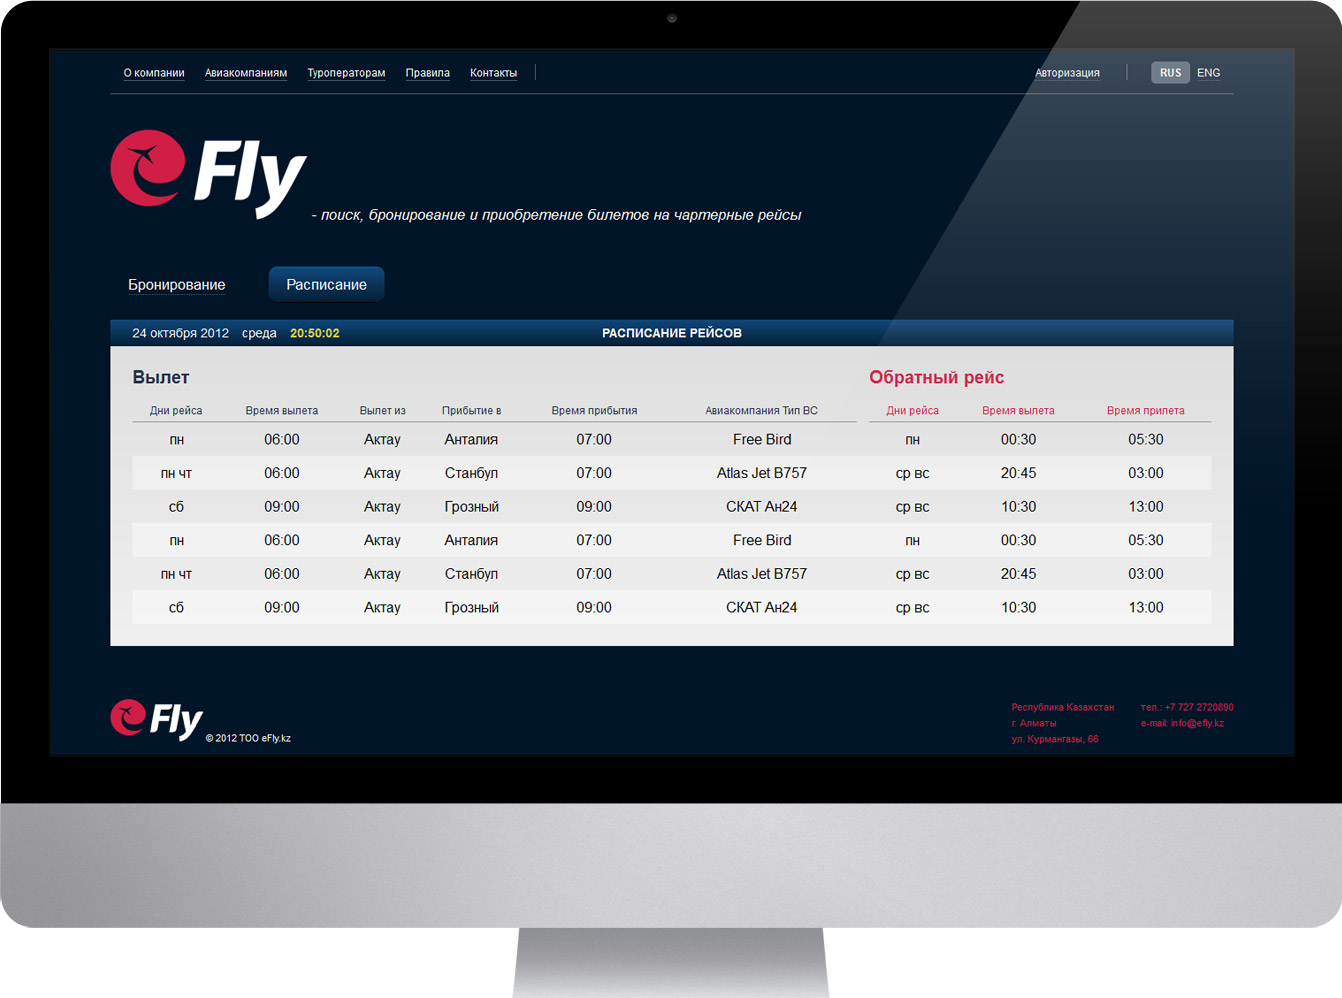 О компании Авиакомпаниям Туроператорам Правила Контакты Авторизация RUS ENG
Fly
- поиск, бронирование и приобретение билетов на чартерные рейсы
Бронирование Расписание
24 октября 2012 среда 20:50:02 РАСПИСАНИЕ РЕЙСОВ
Вылет Обратный рейс
Дни рейса Время вылета Вылет из Прибытие в Время прибытия Авиакомпания Тип ВС Дни рейса Время вылета Время прилета
пн 06:00 Актау Анталия 07:00 Free Bird пн 00:30 05:30
пн чт 06:00 Актау Станбул 07:00 Atlas Jet B757 ср вс 20:45 03:00
сб 09:00 Актау Грозный 09:00 СКАТ Ан24 ср вс 10:30 13:00
пн 06:00 Актау Анталия 07:00 Free Bird пн 00:30 05:30
пн чт 06:00 Актау Станбул 07:00 Atlas Jet B757 ср вс 20:45 03:00
сб 09:00 Актау Грозный 09:00 СКАТ Ан24 ср вс 10:30 13:00
Fly © 2012 ТОО eFly.kz
Республика Казахстан тел.: +7 727 2720890
г. Алматы e-mail: info@efly.kz
ул. Курмангазы, 66